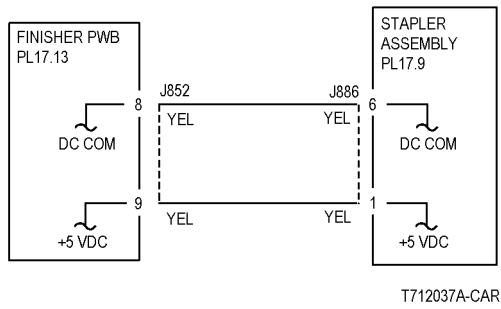 FINISHER PWB
PL17.13
STAPLER
ASSEMBLY
PL17.9
8
J852
J886
6
YEL
YEL
DC COM
DC COM
9
YEL
YEL
1
+5 VDC
+5 VDC
T712037A-CAR